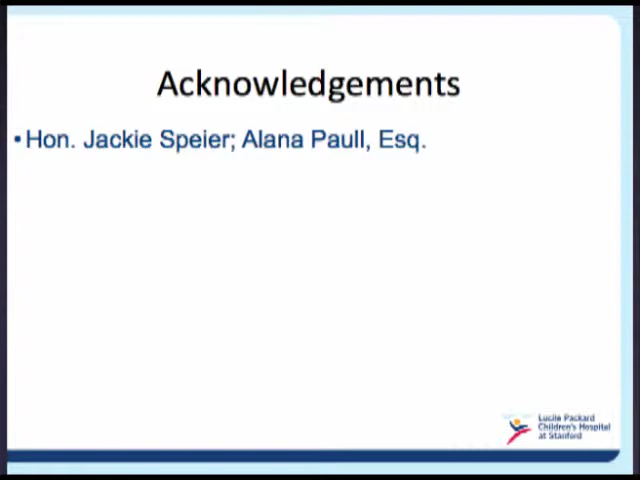 Acknowledgements
• Hon. Jackie Speier; Alana Paull, Esq.
Lucile Packard
Children's Hospital
at Stanford